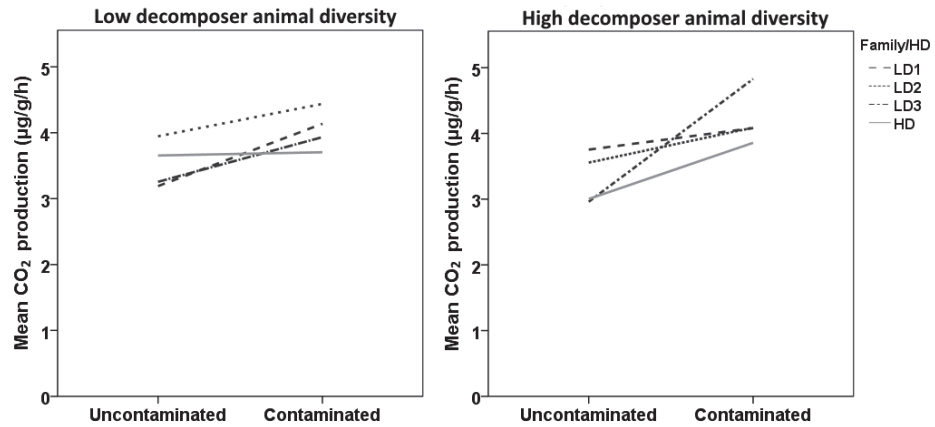 Low decomposer animal diversity
Mean CO₂ production (µg/g/h)
5
4
3
2
1
0
Uncontaminated Contaminated
High decomposer animal diversity
Mean CO₂ production (µg/g/h)
5
4
3
2
1
0
Uncontaminated Contaminated
Family/HD
LD1
LD2
LD3
HD